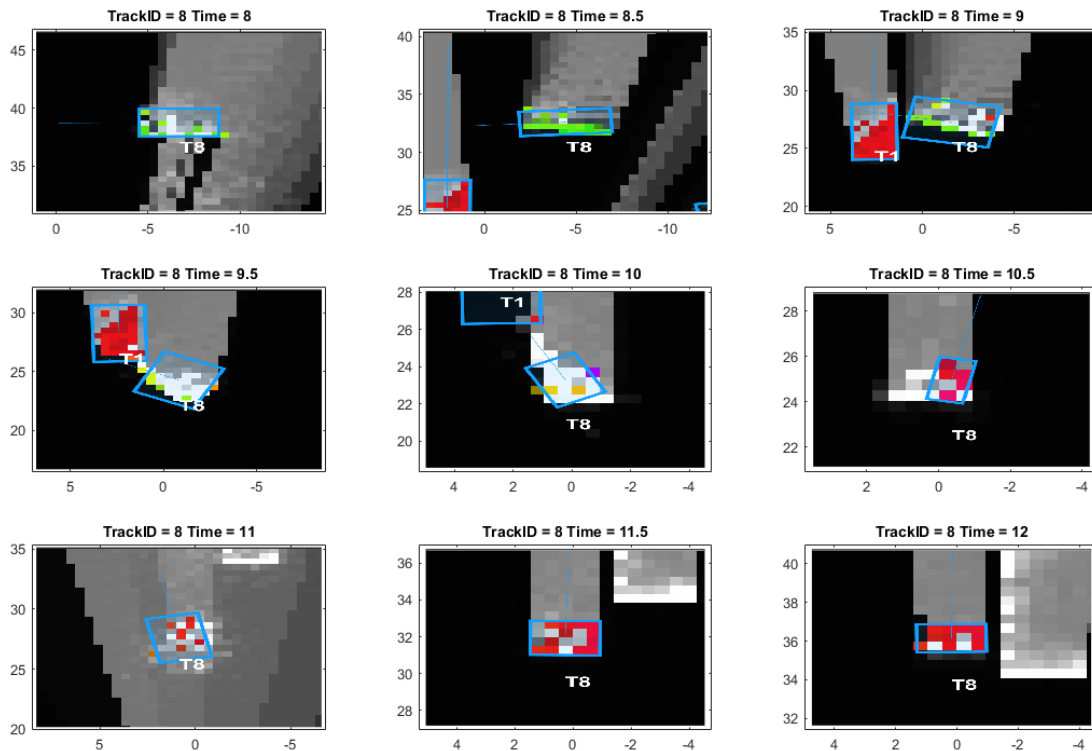 TrackID = 8 Time = 8
45
40
35
T8
0 -5 -10
TrackID = 8 Time = 8.5
40
35
30
25
T8
0 -5 -10
TrackID = 8 Time = 9
35
30
25
20
T1 T8
5 0 -5
TrackID = 8 Time = 9.5
30
25
20
T1
T8
5 0 -5
TrackID = 8 Time = 10
28
26
24
22
20
T1
T8
4 2 0 -2 -4
TrackID = 8 Time = 10.5
28
26
24
22
T8
2 0 -2 -4
TrackID = 8 Time = 11
35
30
25
20
T8
5 0 -5
TrackID = 8 Time = 11.5
36
34
32
30
28
T8
4 2 0 -2 -4
TrackID = 8 Time = 12
40
38
36
34
32
T8
4 2 0 -2 -4